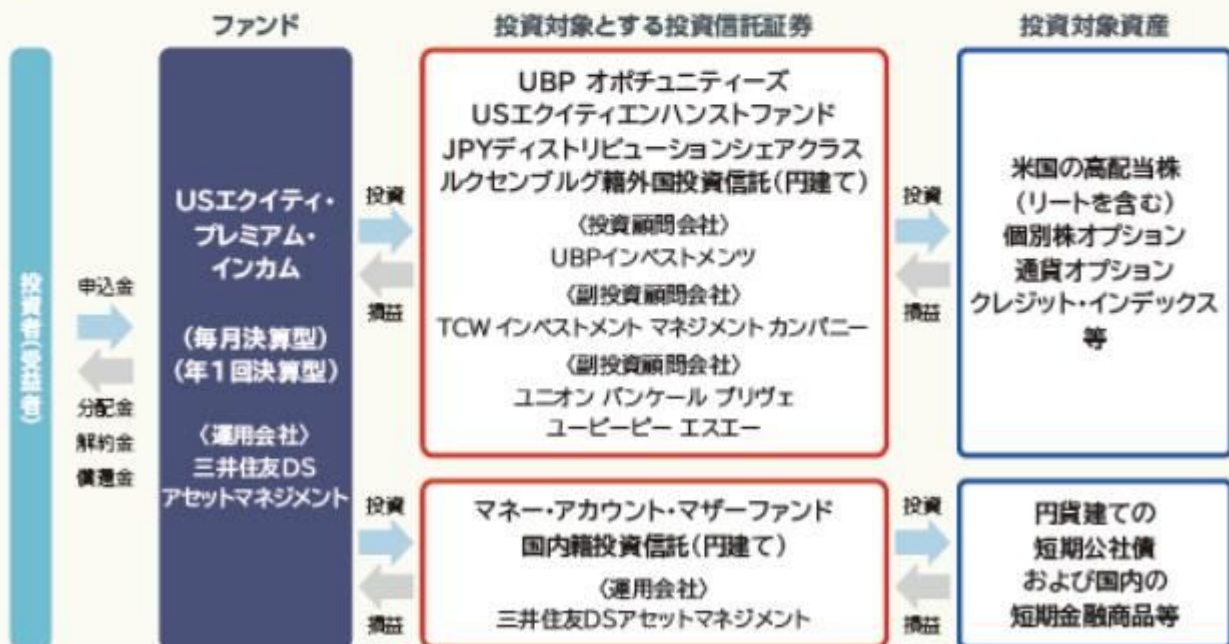 ファンド
投資対象とする投資信託証券
投資対象資産
投資者(受益者)
申込金
分配金
解約金
償還金
USエクイティ・
プレミアム・
インカム
(毎月決算型)
(年1回決算型)
〈運用会社〉
三井住友DS
アセットマネジメント
投資
損益
UBP オポチュニティーズ
USエクイティエンハンストファンド
JPYディストリビューションシェアクラス
ルクセンブルグ籍外国投資信託(円建て)
〈投資顧問会社〉
UBPインベストメンツ
〈副投資顧問会社〉
TCW インベストメント マネジメント カンパニー
〈副投資顧問会社〉
ユニオン バンケール プリヴェ
ユービーピー エスエー
投資
損益
米国の高配当株
(リートを含む)
個別株オプション
通貨オプション
クレジット・インデックス
等
投資
損益
マネー・アカウント・マザーファンド
国内籍投資信託(円建て)
〈運用会社〉
三井住友DSアセットマネジメント
投資
損益
円貨建ての
短期公社債
および国内の
短期金融商品等